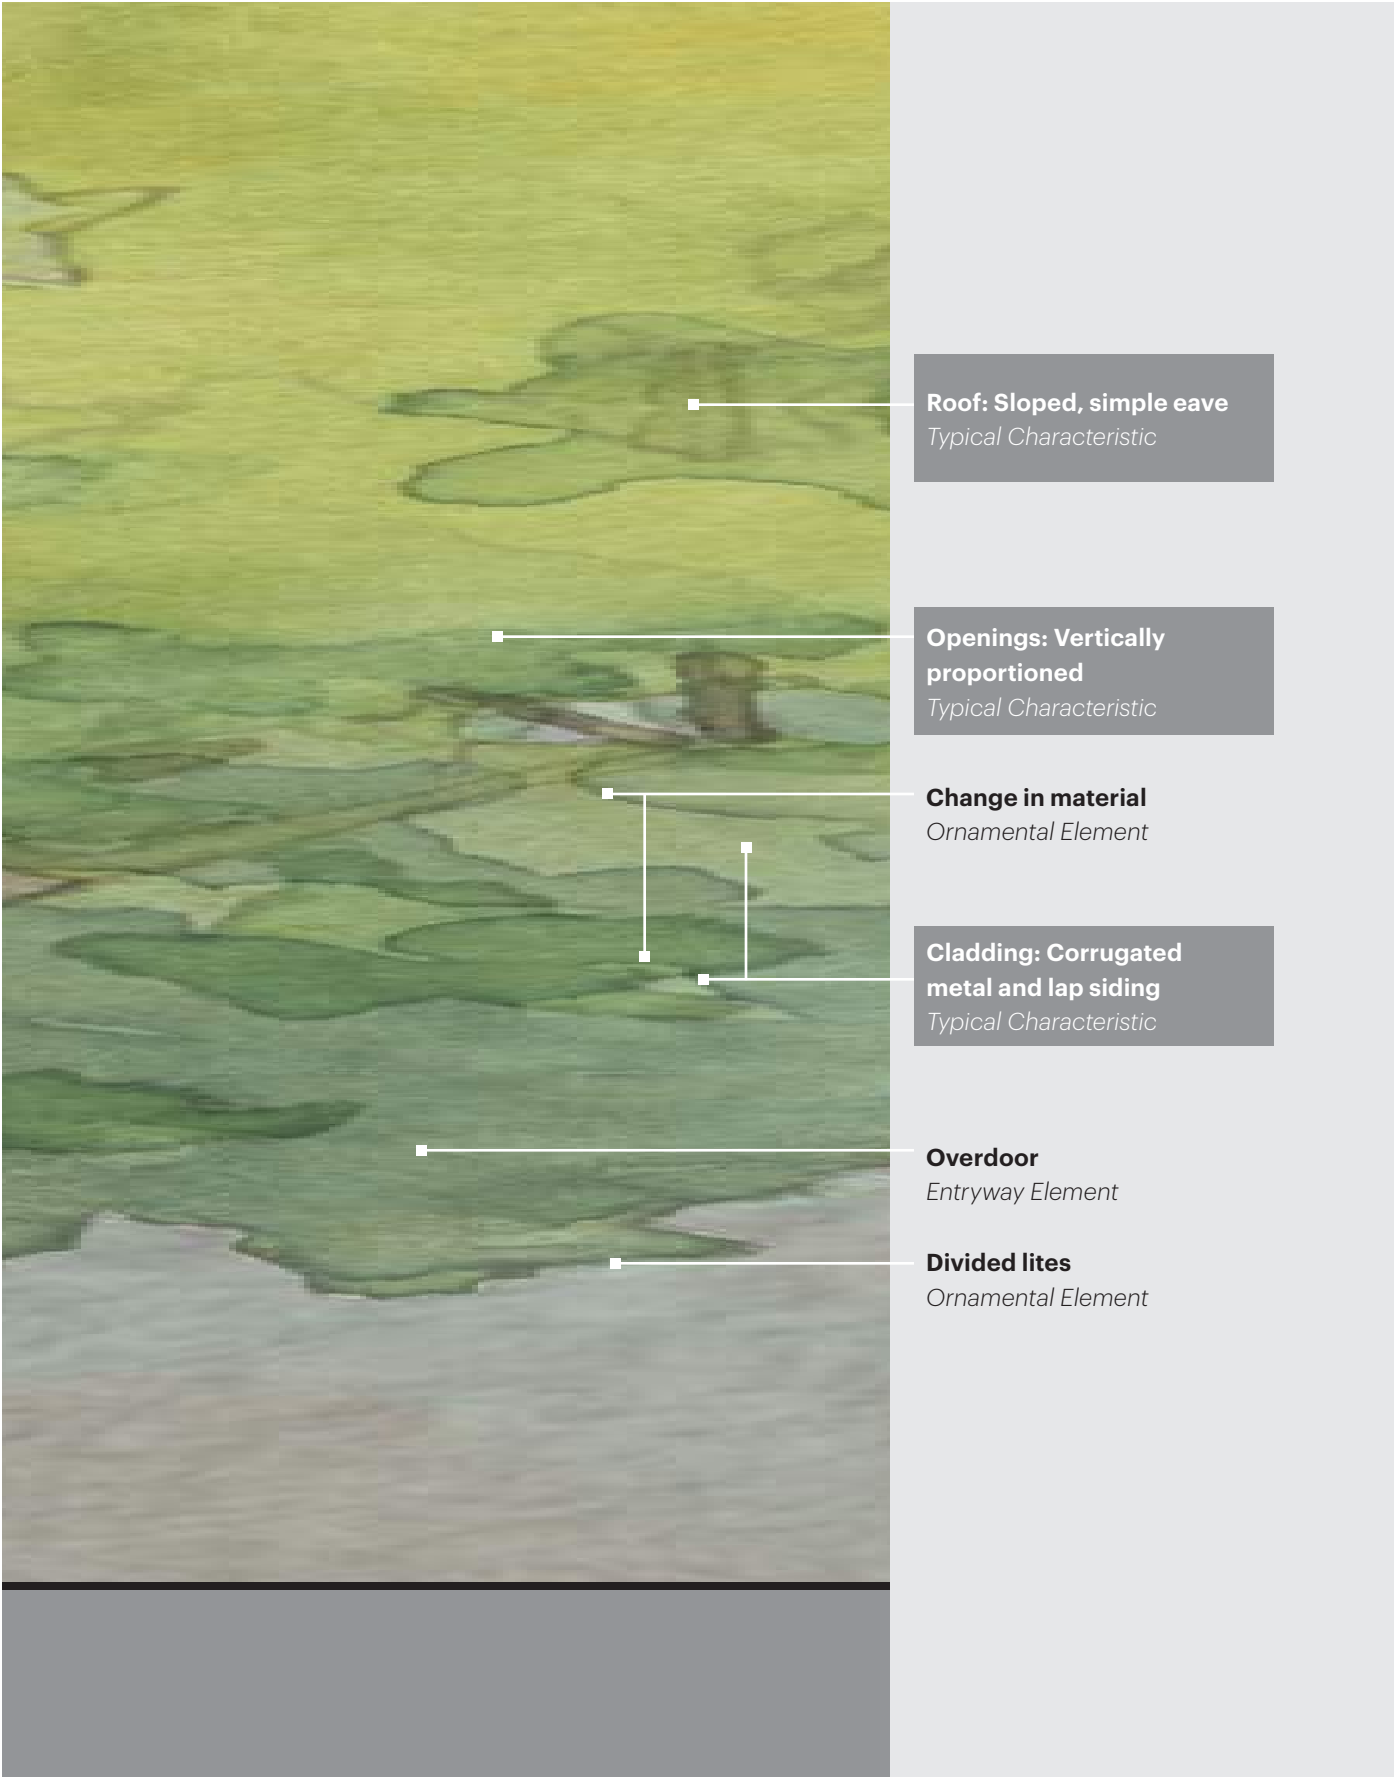 Roof: Sloped, simple eave
Typical Characteristic
Openings: Vertically
proportioned
Typical Characteristic
Change in material
Ornamental Element
Cladding: Corrugated
metal and lap siding
Typical Characteristic
Overdoor
Entryway Element
Divided lites
Ornamental Element